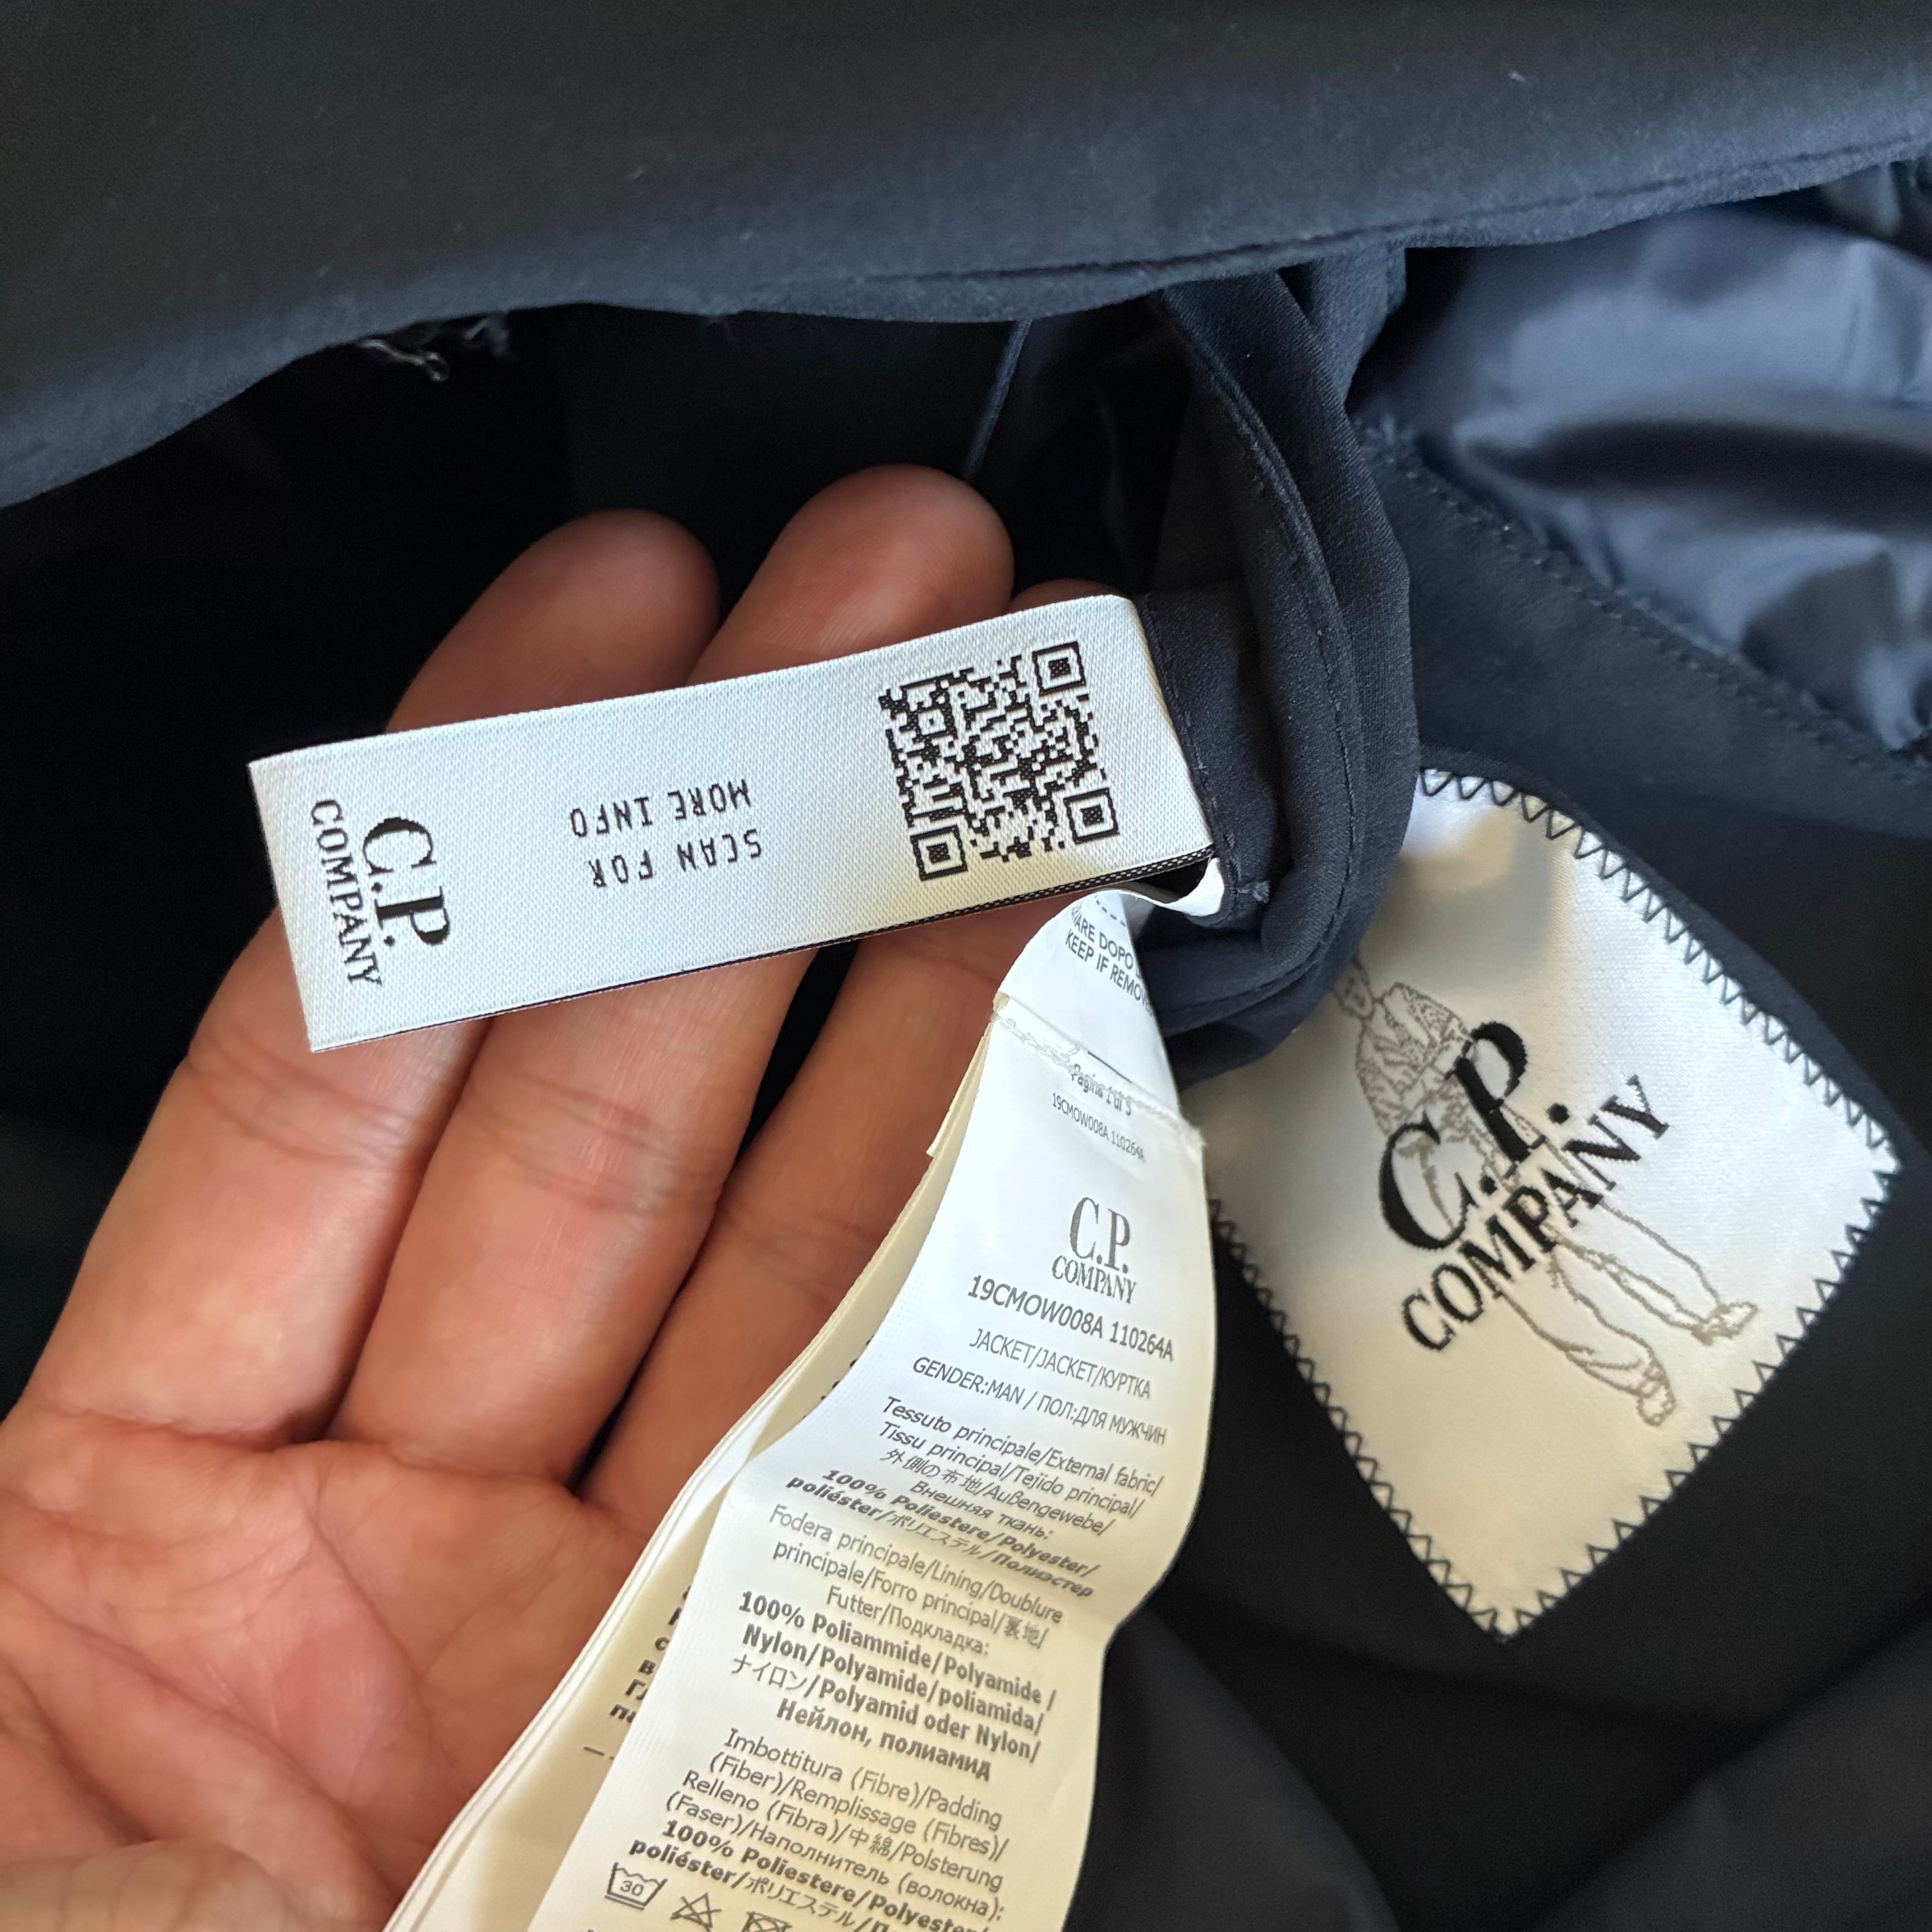 C.P.
COMPANY
SCAN FOR
MORE INFO
KEEP IF REMOV
Pagina 1 di 5
19CMOW008A 110264A
C.P.
COMPANY
19CMOW008A 110264A
JACKET/JACKET/КУРТКА
GENDER:MAN / ПОЛ:ДЛЯ МУЖЧИН
Tessuto principale/External fabric/
Tissu principal/Tejido principal/
外側の布地/Außengewebe/
Внешняя ткань:
100% Poliestere/Polyester/
poliéster/ポリエステル/Полиэстер
Fodera principale/Lining/Doublure
principale/Forro principal/裏地/
Futter/Подкладка:
100% Poliammide/Polyamide /
Nylon/Polyamide/poliamida/
ナイロン/Polyamid oder Nylon/
Нейлон, полиамид
Imbottitura (Fibre)/Padding
(Fiber)/Remplissage (Fibres)/
Relleno (Fibra)/中綿/Polsterung
(Faser)/Наполнитель (волокна):
100% Poliestere/Polyester/
poliéster/ポリエステル/
30
C.P.
COMPANY